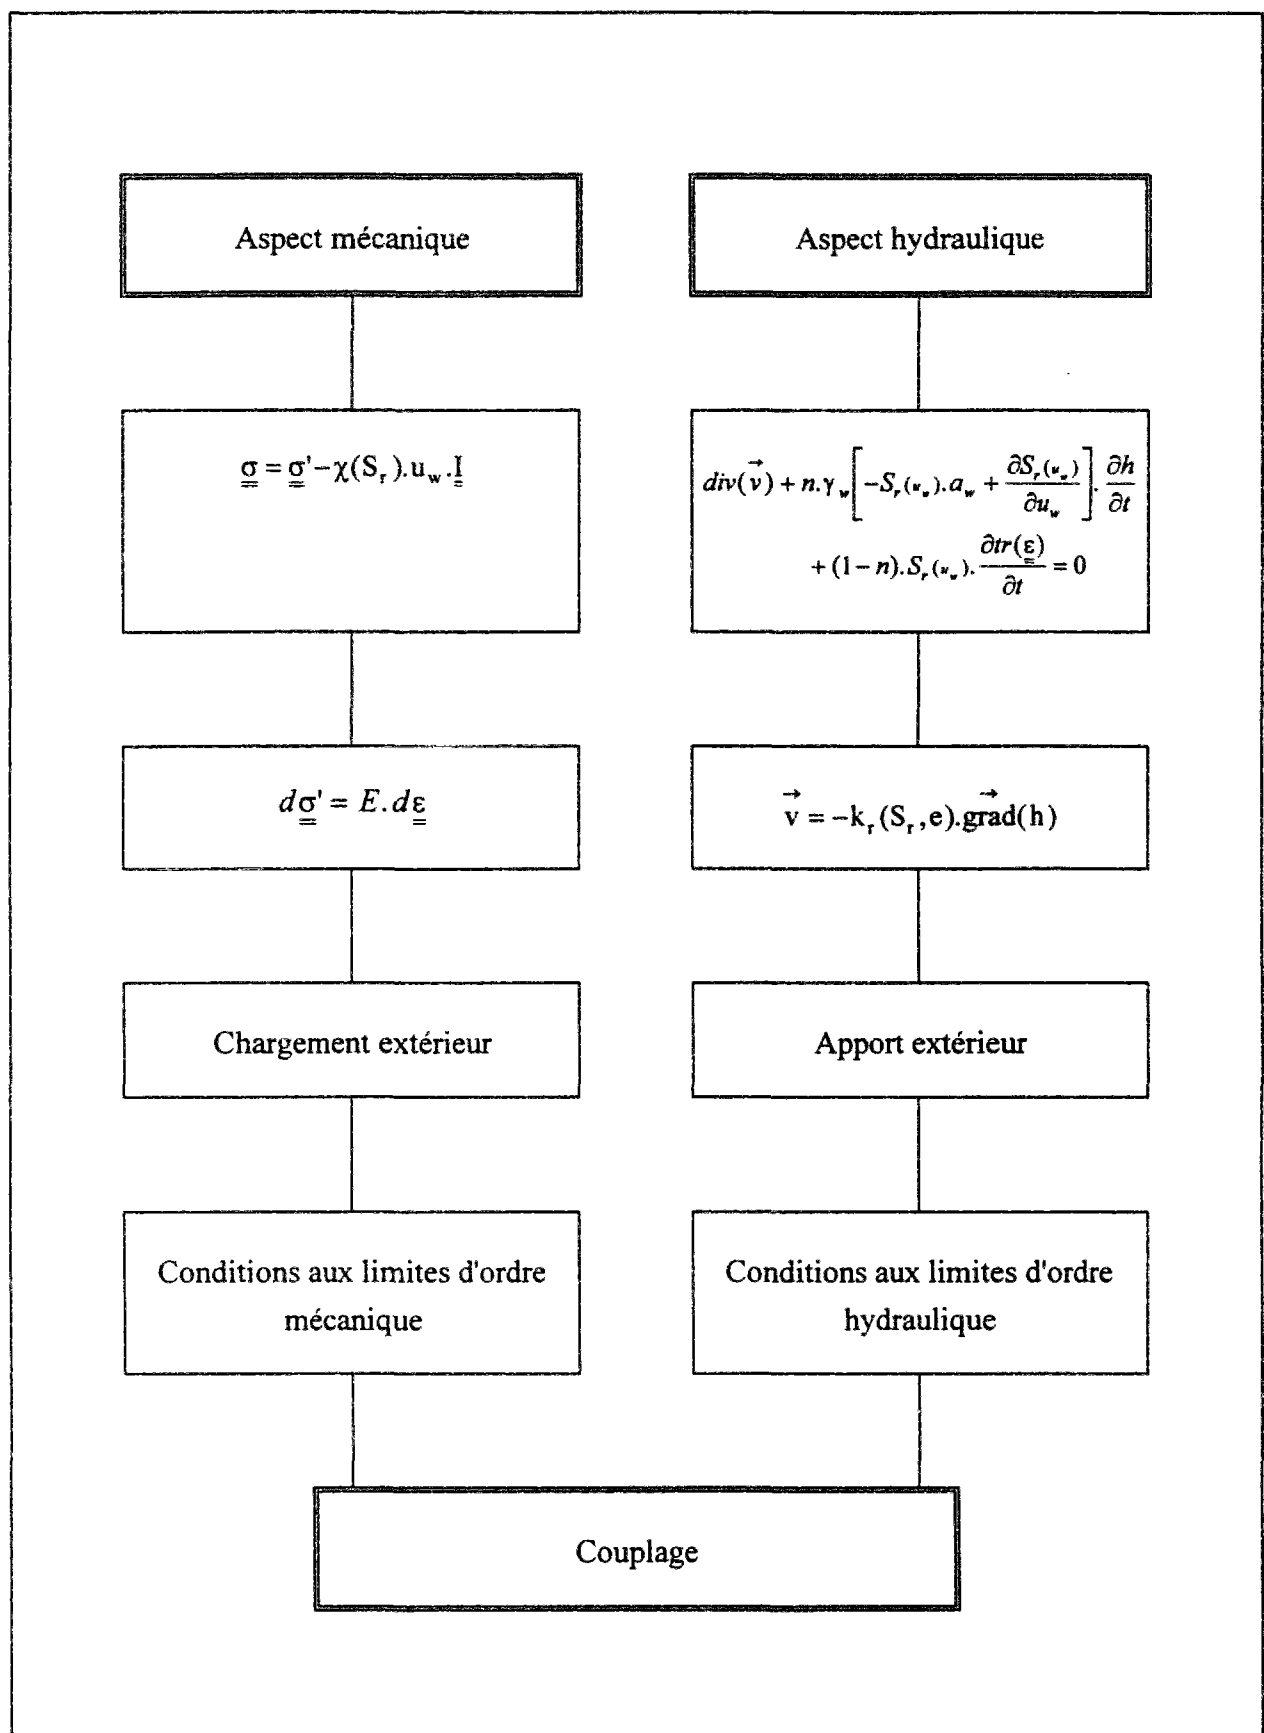 Aspect mécanique
Aspect hydraulique
σ = σ' − χ(S_r).u_w.I
div(v⃗) + n.γ_w[−S_r(u_w).a_w + ∂S_r(u_w)/∂u_w].∂h/∂t
+ (1 − n).S_r(u_w).∂tr(ε)/∂t = 0
dσ' = E.dε
v⃗ = −k_r(S_r,e).grad⃗(h)
Chargement extérieur
Apport extérieur
Conditions aux limites d'ordre
mécanique
Conditions aux limites d'ordre
hydraulique
Couplage